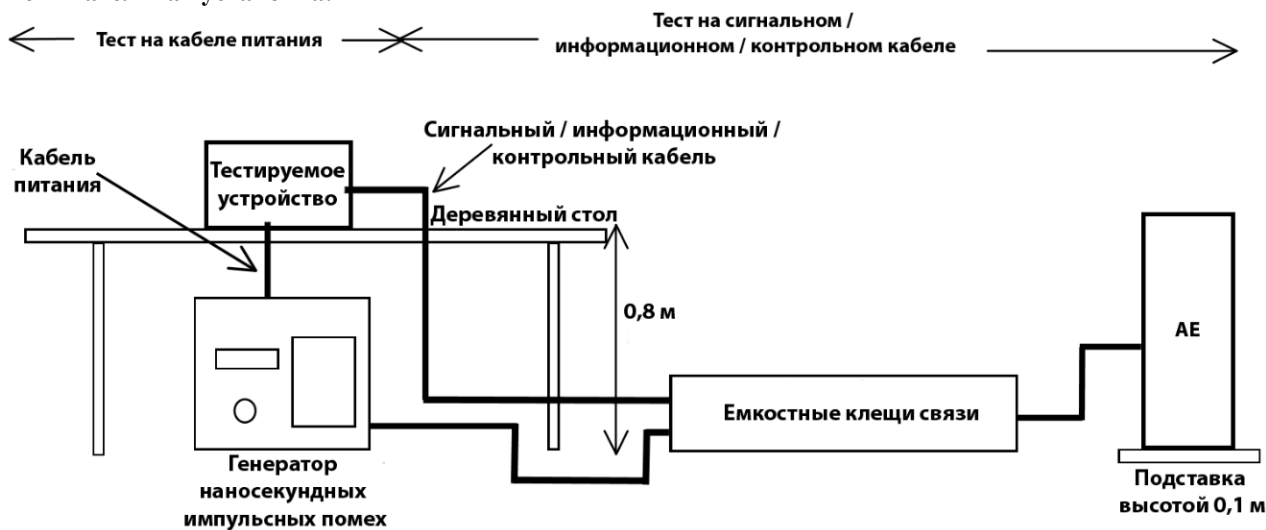 Тест на кабеле питания
Тест на сигнальном /
информационном / контрольном кабеле
Сигнальный / информационный /
контрольный кабель
Кабель
питания
Тестируемое
устройство
Деревянный стол
0,8 м
АЕ
Емкостные клещи связи
Генератор
наносекундных
импульсных помех
Подставка
высотой 0,1 м